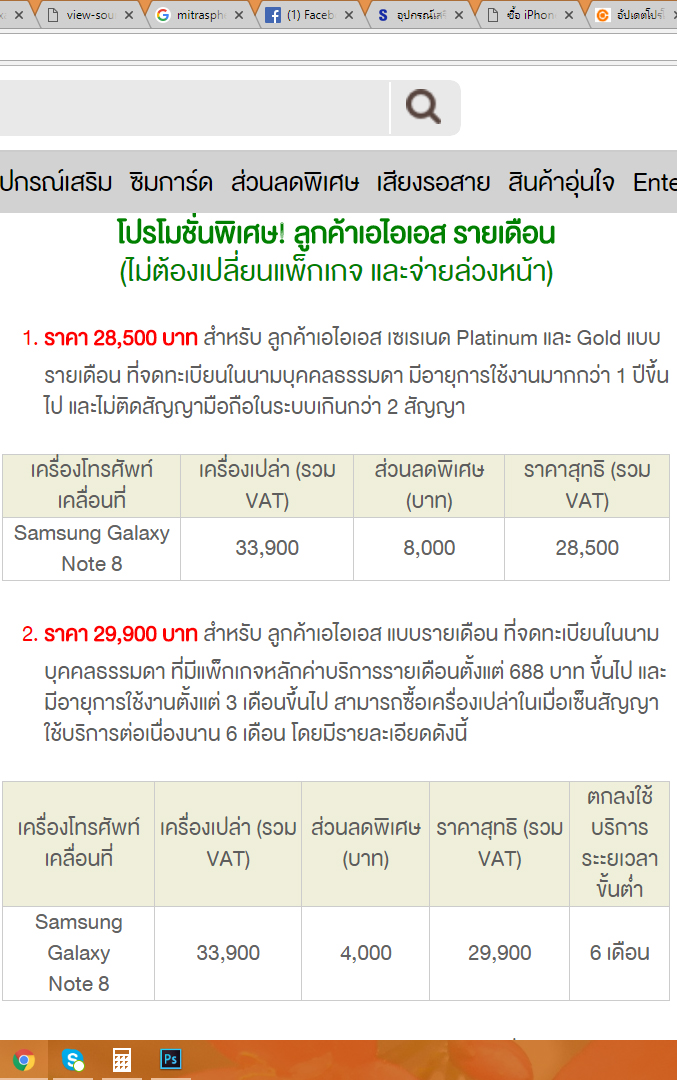 view-sou
mitrasph
(1) Faceb
อุปกรณ์เสริ
ซื้อ iPhon
อัปเดตโปรโ
ปกรณ์เสริม ซิมการ์ด ส่วนลดพิเศษ เสียงรอสาย สินค้าอุ่นใจ Ente
โปรโมชั่นพิเศษ! ลูกค้าเอไอเอส รายเดือน
(ไม่ต้องเปลี่ยนแพ็กเกจ และจ่ายล่วงหน้า)
1. ราคา 28,500 บาท สำหรับ ลูกค้าเอไอเอส เซเรเนด Platinum และ Gold แบบ
รายเดือน ที่จดทะเบียนในนามบุคคลธรรมดา มีอายุการใช้งานมากกว่า 1 ปีขึ้น
ไป และไม่ติดสัญญามือถือในระบบเกินกว่า 2 สัญญา
เครื่องโทรศัพท์ เครื่องเปล่า (รวม ส่วนลดพิเศษ ราคาสุทธิ (รวม
เคลื่อนที่ VAT) (บาท) VAT)
Samsung Galaxy
Note 8 33,900 8,000 28,500
2. ราคา 29,900 บาท สำหรับ ลูกค้าเอไอเอส แบบรายเดือน ที่จดทะเบียนในนาม
บุคคลธรรมดา ที่มีแพ็กเกจหลักค่าบริการรายเดือนตั้งแต่ 688 บาท ขึ้นไป และ
มีอายุการใช้งานตั้งแต่ 3 เดือนขึ้นไป สามารถซื้อเครื่องเปล่าในเมื่อเซ็นสัญญา
ใช้บริการต่อเนื่องนาน 6 เดือน โดยมีรายละเอียดดังนี้
เครื่องโทรศัพท์ เครื่องเปล่า (รวม ส่วนลดพิเศษ ราคาสุทธิ (รวม ตกลงใช้
เคลื่อนที่ VAT) (บาท) VAT) บริการ
ระยะเวลา
ขั้นต่ำ
Samsung
Galaxy 33,900 4,000 29,900 6 เดือน
Note 8
Ps